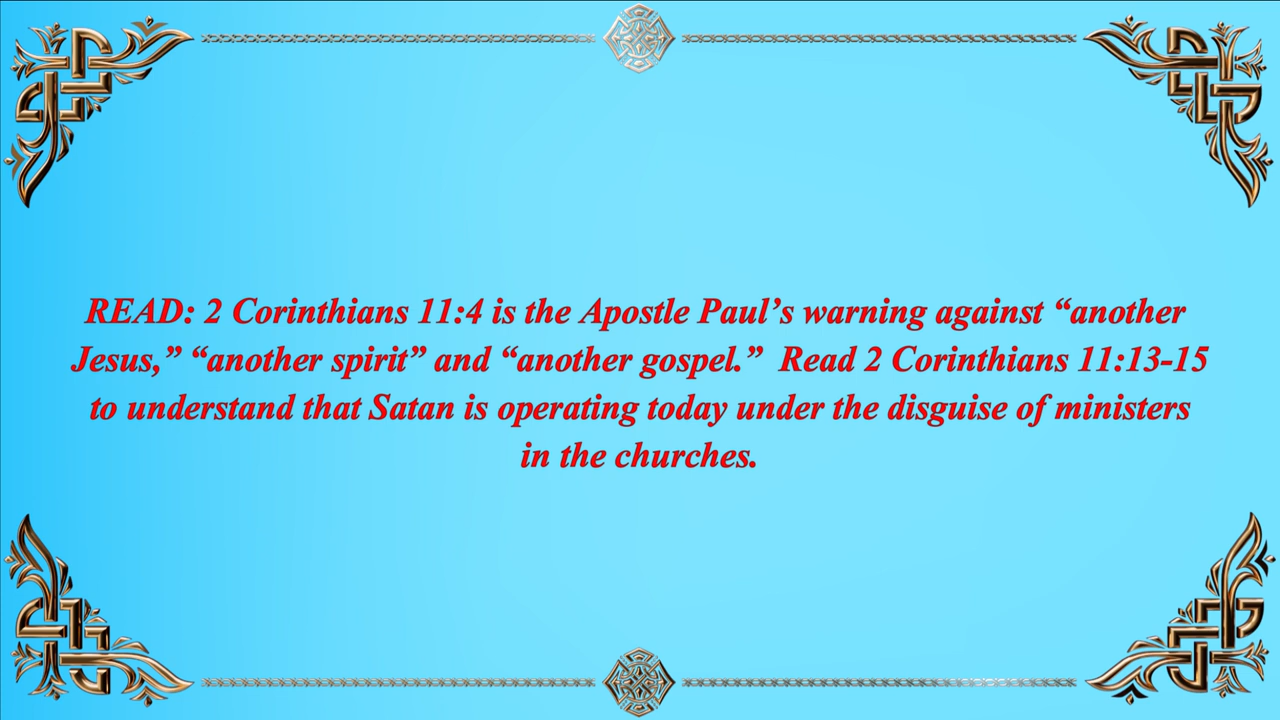 READ: 2 Corinthians 11:4 is the Apostle Paul’s warning against “another
Jesus,” “another spirit” and “another gospel.”  Read 2 Corinthians 11:13-15
to understand that Satan is operating today under the disguise of ministers
in the churches.